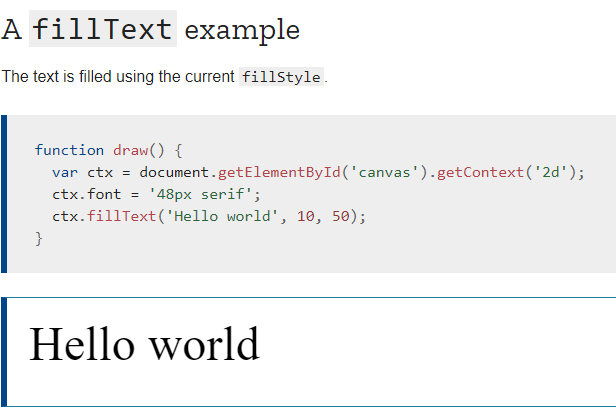 A fillText example
The text is filled using the current fillStyle.
function draw() {
  var ctx = document.getElementById('canvas').getContext('2d');
  ctx.font = '48px serif';
  ctx.fillText('Hello world', 10, 50);
}
Hello world